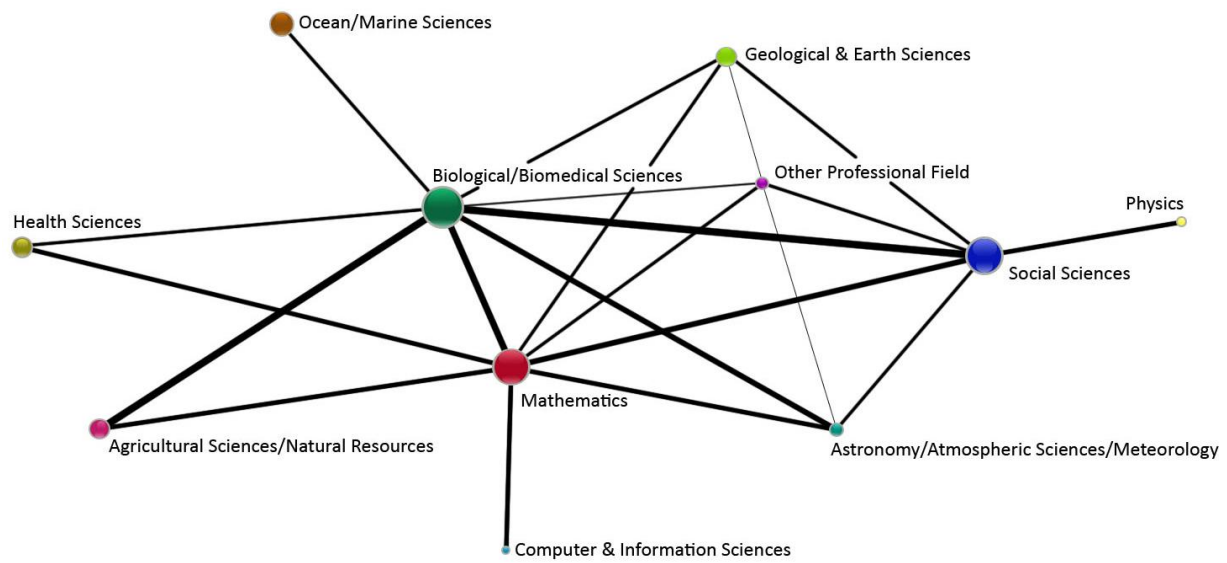 Ocean/Marine Sciences
Geological & Earth Sciences
Biological/Biomedical Sciences
Other Professional Field
Health Sciences
Physics
Social Sciences
Mathematics
Agricultural Sciences/Natural Resources
Astronomy/Atmospheric Sciences/Meteorology
Computer & Information Sciences